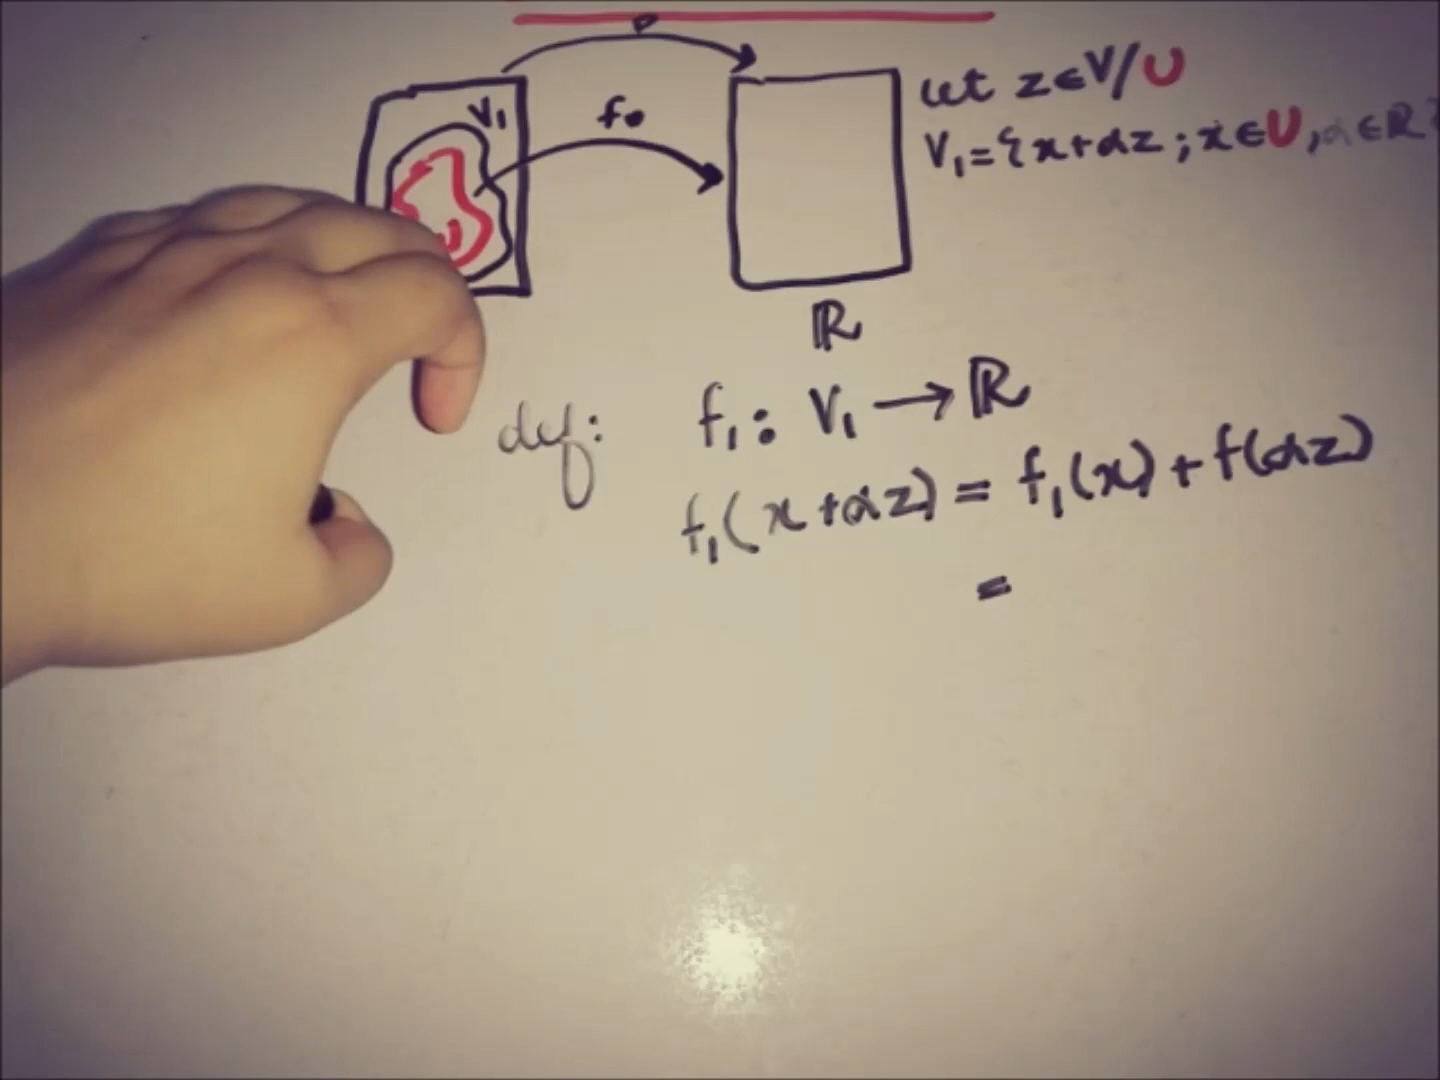 P
let z∈V/U
V₁
f₀
V₁={x+αz ; x∈U, α∈ℝ}
U
ℝ
def: f₁: V₁ → ℝ
f₁(x+αz) = f₁(x) + f(αz)
=